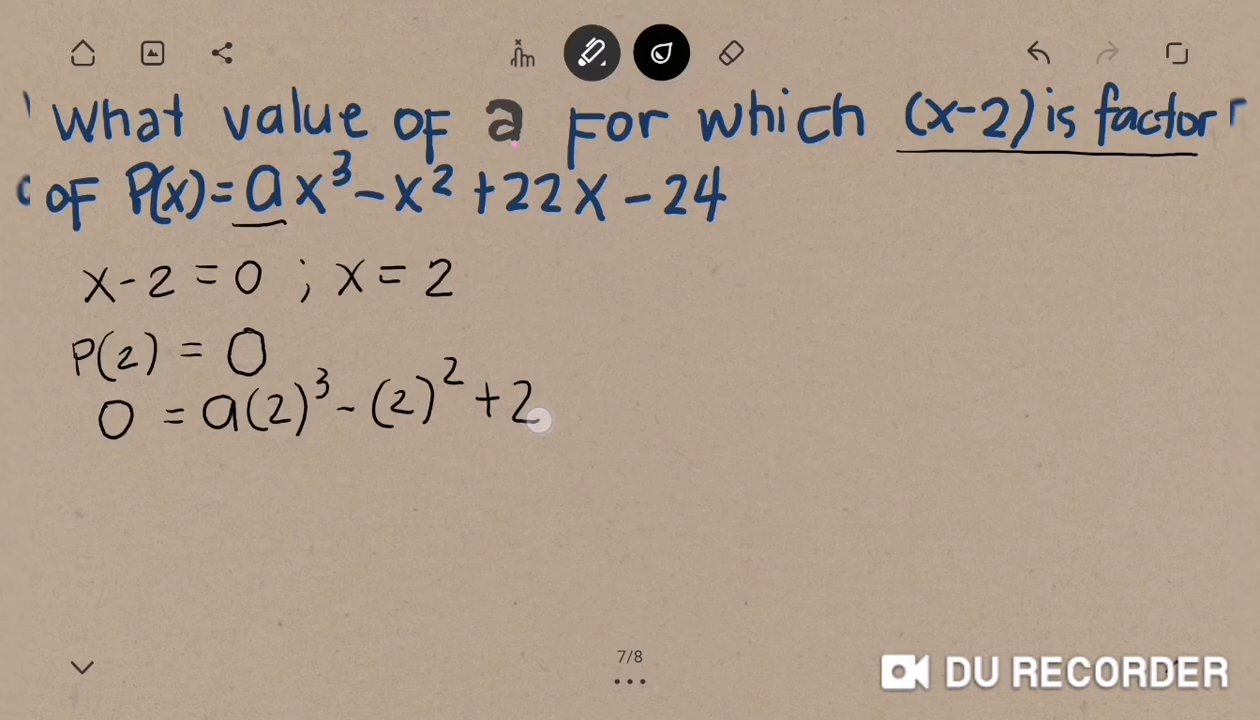 What value of a for which (x-2) is factor
of P(x) = ax³ - x² + 22x - 24
x - 2 = 0 ; x = 2
P(2) = 0
0 = a(2)³ - (2)² + 2
7/8
DU RECORDER